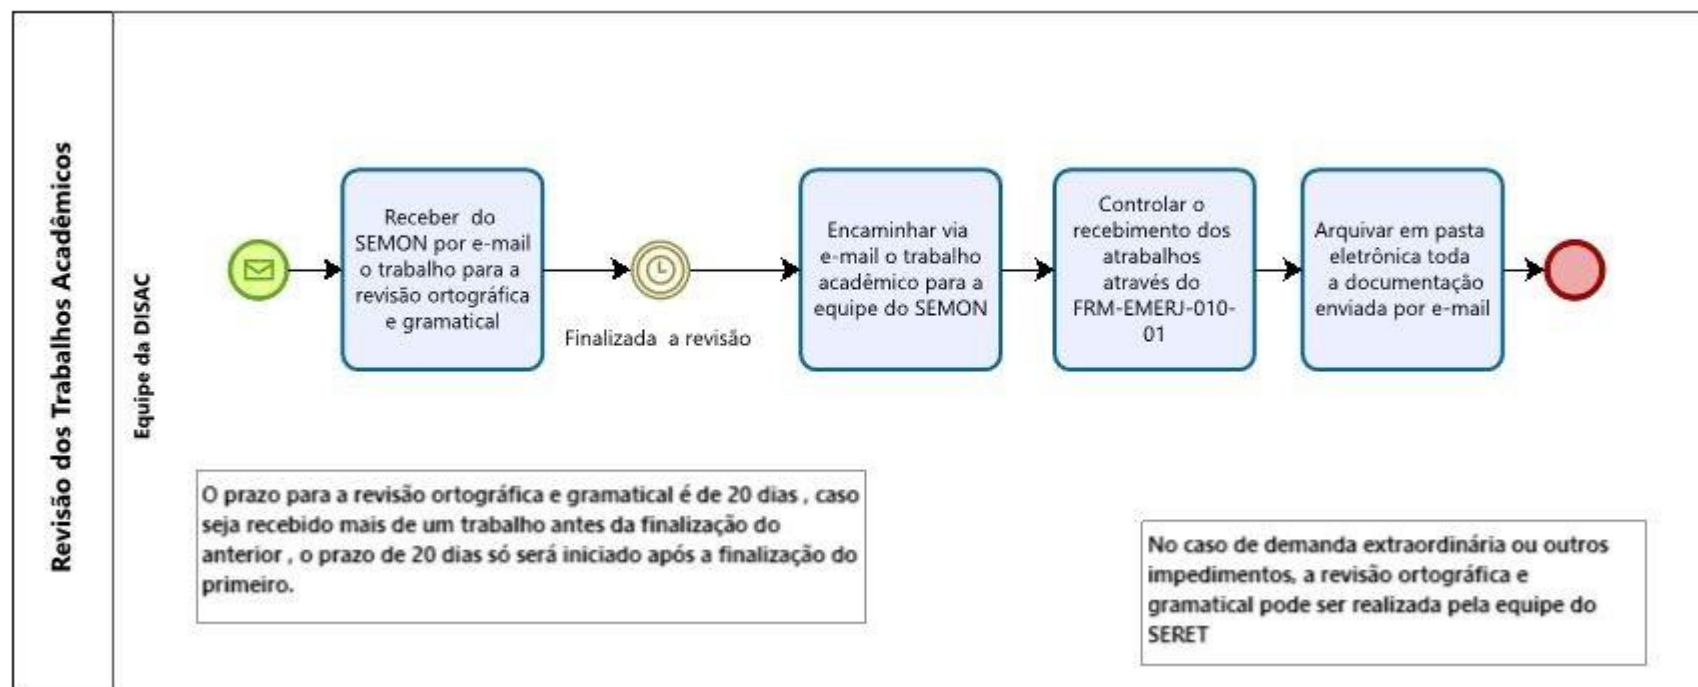 Revisão dos Trabalhos Acadêmicos
Equipe da DISAC
Receber do
SEMON por e-mail
o trabalho para a
revisão ortográfica
e gramatical
Finalizada a revisão
Encaminhar via
e-mail o trabalho
acadêmico para a
equipe do SEMON
Controlar o
recebimento dos
atrabalhos
através do
FRM-EMERJ-010-
01
Arquivar em pasta
eletrônica toda
a documentação
enviada por e-mail
O prazo para a revisão ortográfica e gramatical é de 20 dias , caso
seja recebido mais de um trabalho antes da finalização do
anterior , o prazo de 20 dias só será iniciado após a finalização do
primeiro.
No caso de demanda extraordinária ou outros
impedimentos, a revisão ortográfica e
gramatical pode ser realizada pela equipe do
SERET